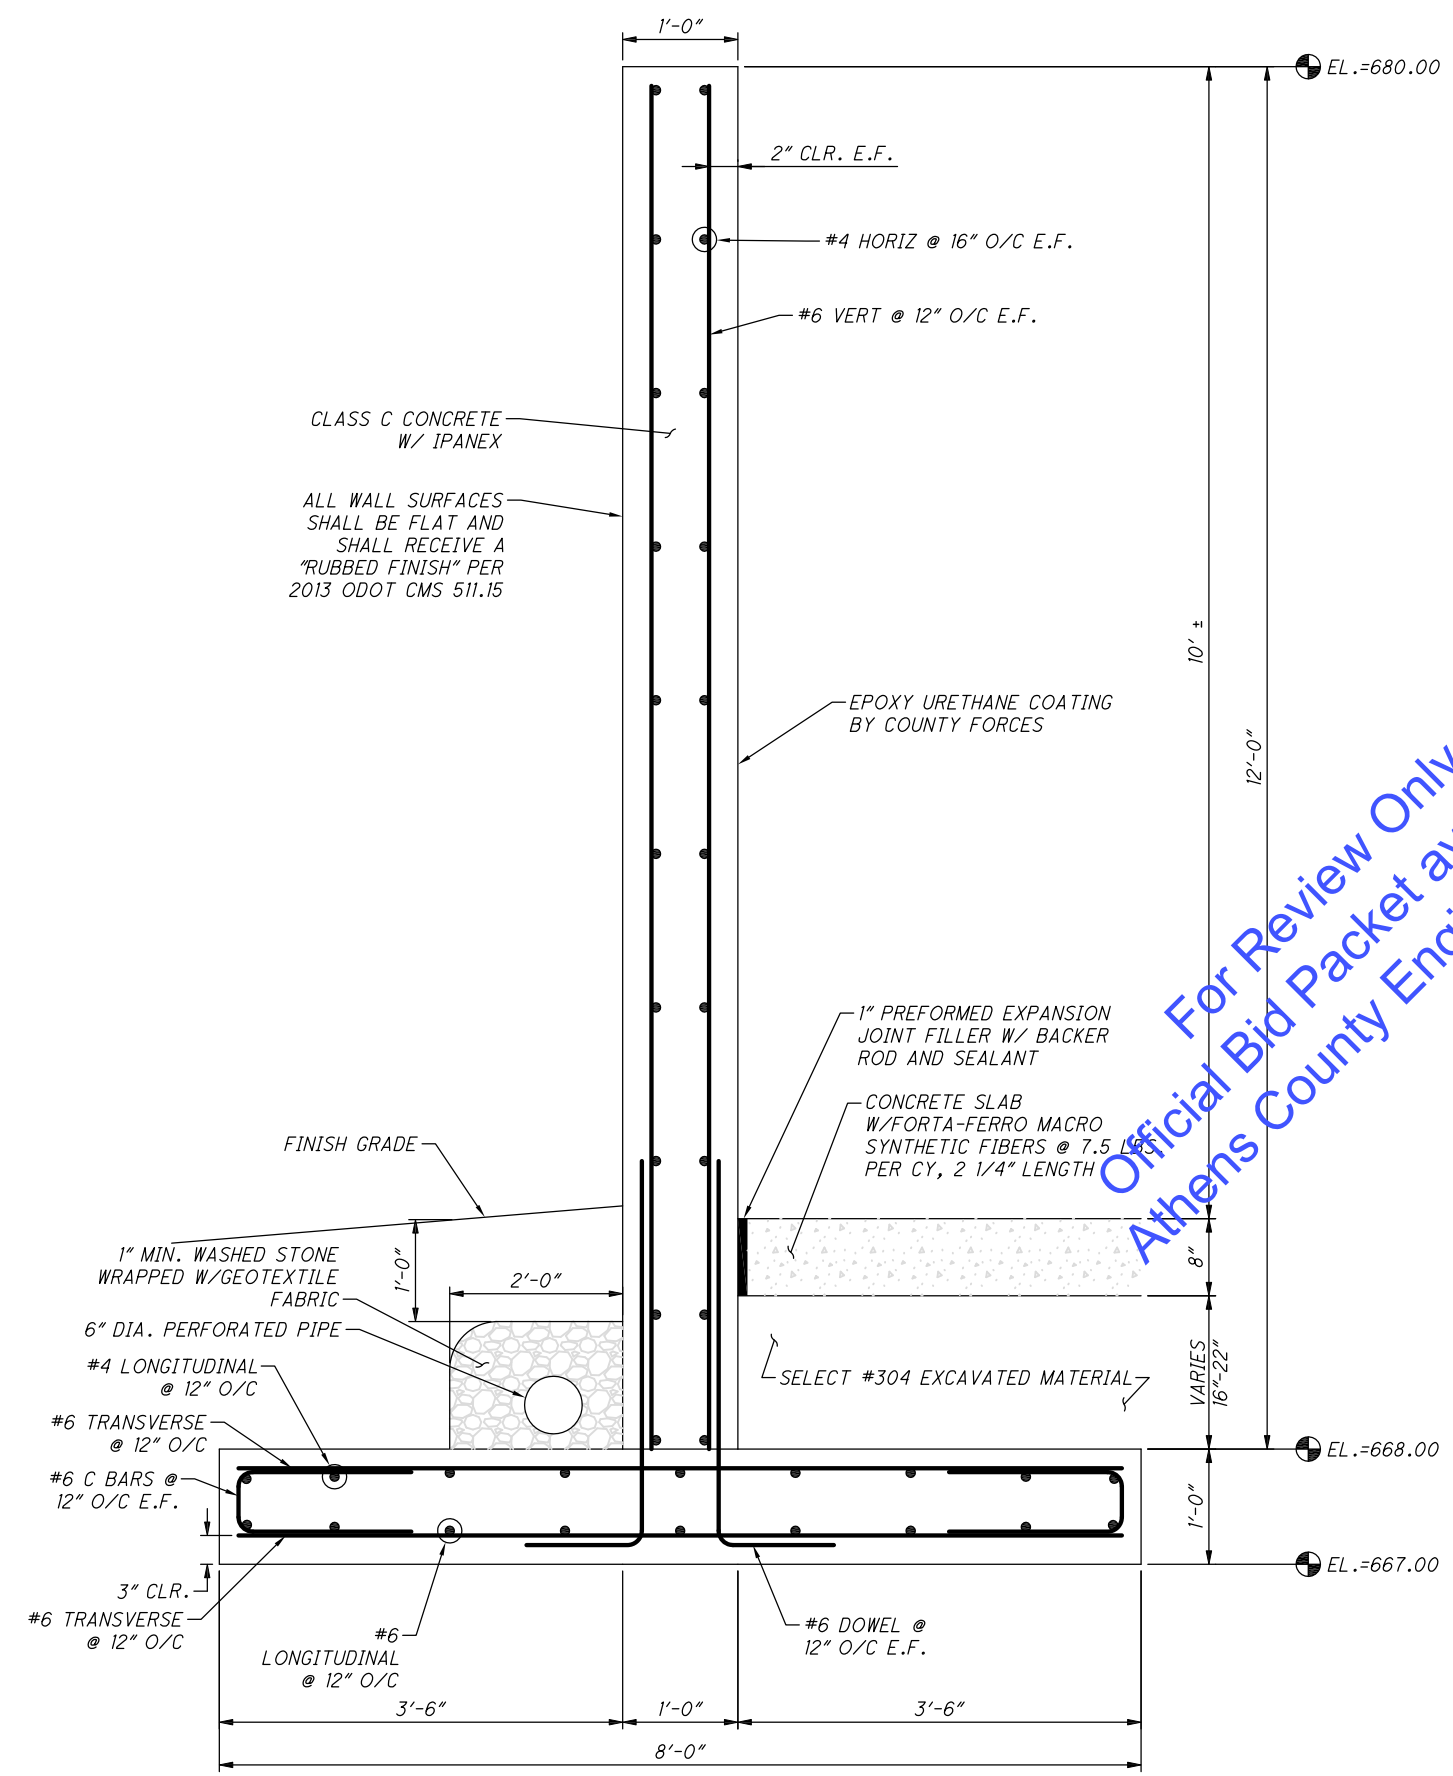 1'-0"
EL.=680.00
2" CLR. E.F.
#4 HORIZ @ 16" O/C E.F.
#6 VERT @ 12" O/C E.F.
CLASS C CONCRETE
W/ IPANEX
ALL WALL SURFACES
SHALL BE FLAT AND
SHALL RECEIVE A
"RUBBED FINISH" PER
2013 ODOT CMS 511.15
10' ±
12'-0"
EPOXY URETHANE COATING
BY COUNTY FORCES
For Review Only
Official Bid Packet
Athens County
1" PREFORMED EXPANSION
JOINT FILLER W/ BACKER
ROD AND SEALANT
CONCRETE SLAB
W/FORTA-FERRO MACRO
SYNTHETIC FIBERS @ 7.5 LBS.
PER CY, 2 1/4" LENGTH
FINISH GRADE
1" MIN. WASHED STONE
WRAPPED W/GEOTEXTILE
FABRIC
1'-0"
2'-0"
8"
6" DIA. PERFORATED PIPE
#4 LONGITUDINAL
@ 12" O/C
SELECT #304 EXCAVATED MATERIAL
VARIES
16"-22"
#6 TRANSVERSE
@ 12" O/C
#6 C BARS @
12" O/C E.F.
EL.=668.00
1'-0"
EL.=667.00
3" CLR.
#6 TRANSVERSE
@ 12" O/C
#6
LONGITUDINAL
@ 12" O/C
#6 DOWEL @
12" O/C E.F.
3'-6"
1'-0"
3'-6"
8'-0"